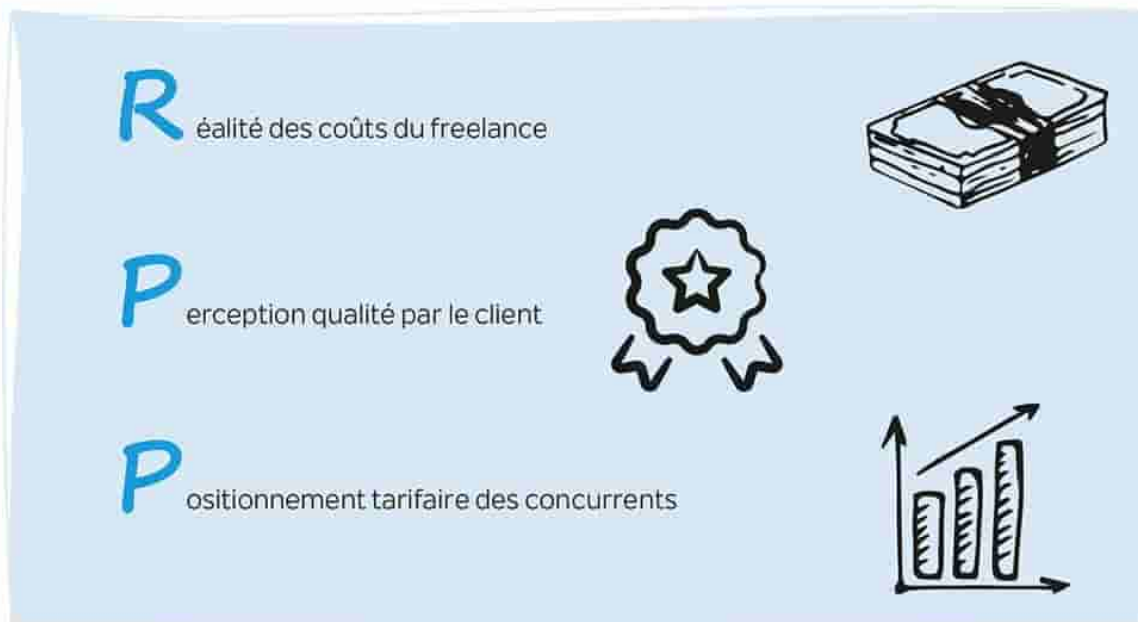 Réalité des coûts du freelance
Perception qualité par le client
Positionnement tarifaire des concurrents